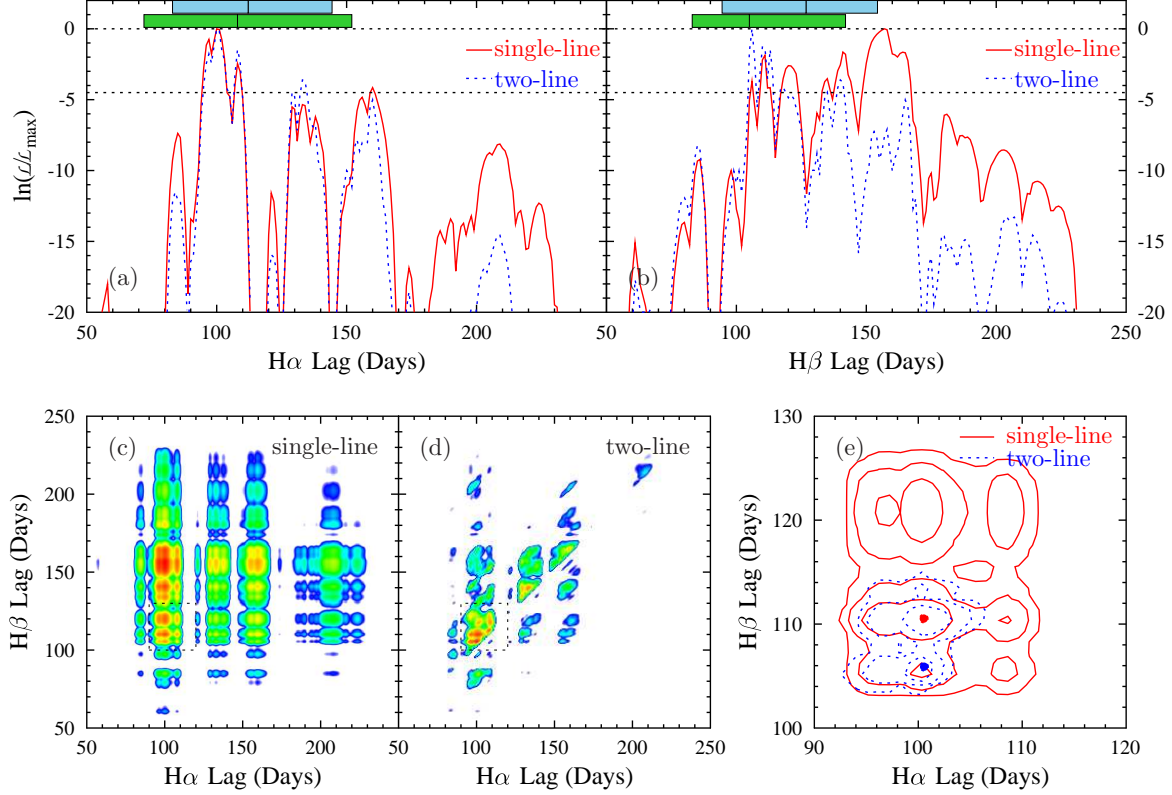 0
-5
-10
-15
-20
ln(ℒ/ℒmax)
single-line
two-line
(a)
50 100 150 200
Hα Lag (Days)
single-line
two-line
(b)
0
-5
-10
-15
-20
50 100 150 200 250
Hβ Lag (Days)
250
200
150
100
50
Hβ Lag (Days)
(c) single-line
50 100 150 200
Hα Lag (Days)
(d) two-line
50 100 150 200 250
Hα Lag (Days)
130
120
110
100
Hβ Lag (Days)
(e) single-line
two-line
90 100 110 120
Hα Lag (Days)